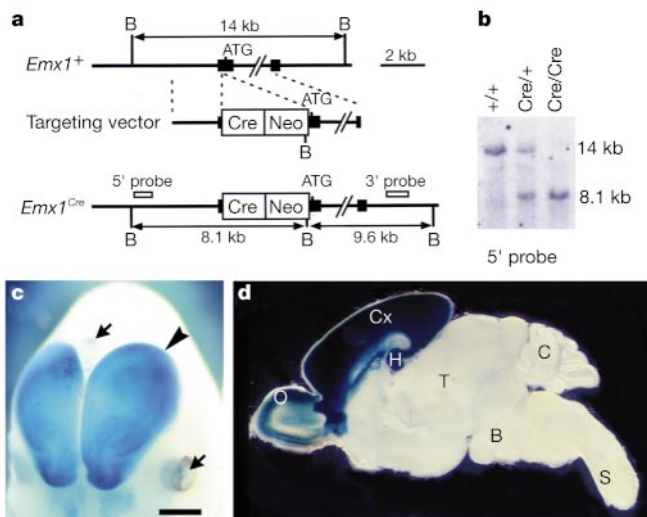 a
B
14 kb
B
ATG
Emx1+
2 kb
ATG
Targeting vector
Cre Neo
B
5' probe
ATG
3' probe
Emx1Cre
Cre Neo
B
8.1 kb
B
9.6 kb
B
b
+/+
Cre/+
Cre/Cre
14 kb
8.1 kb
5' probe
c
d
Cx
H
O
T
C
B
S